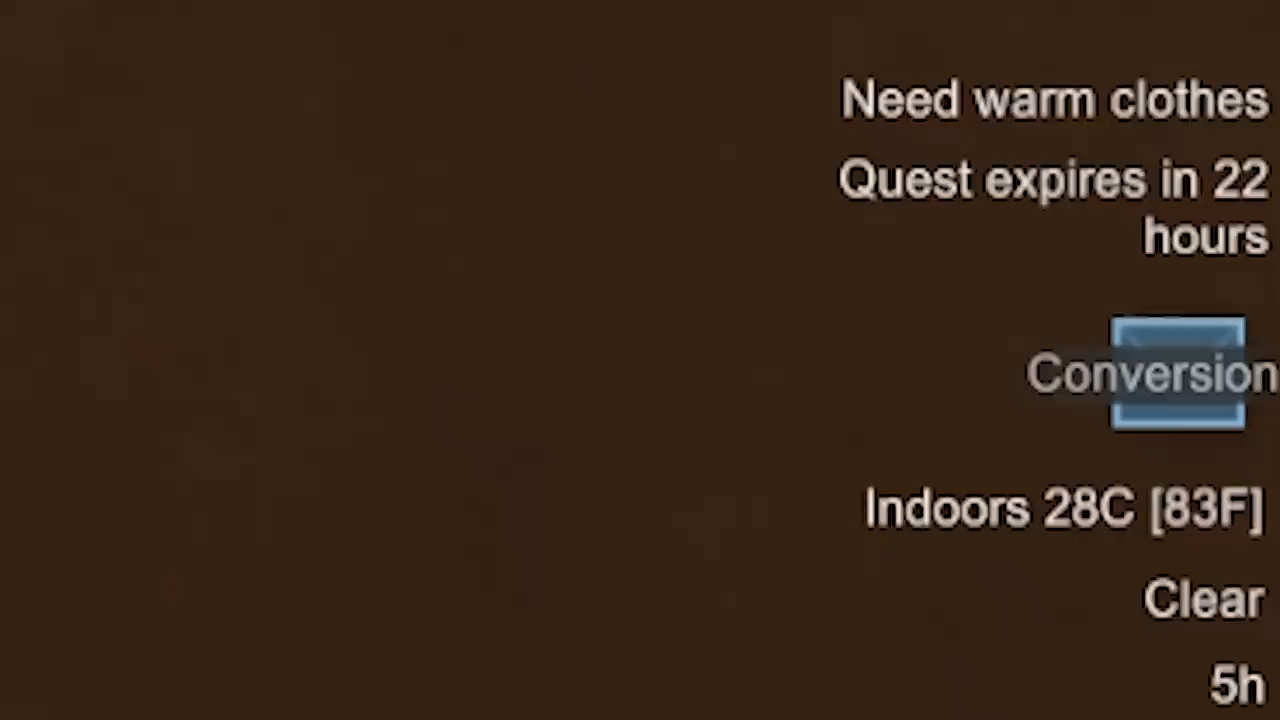 Need warm clothes
Quest expires in 22
hours
Conversion
Indoors 28C [83F]
Clear
5h